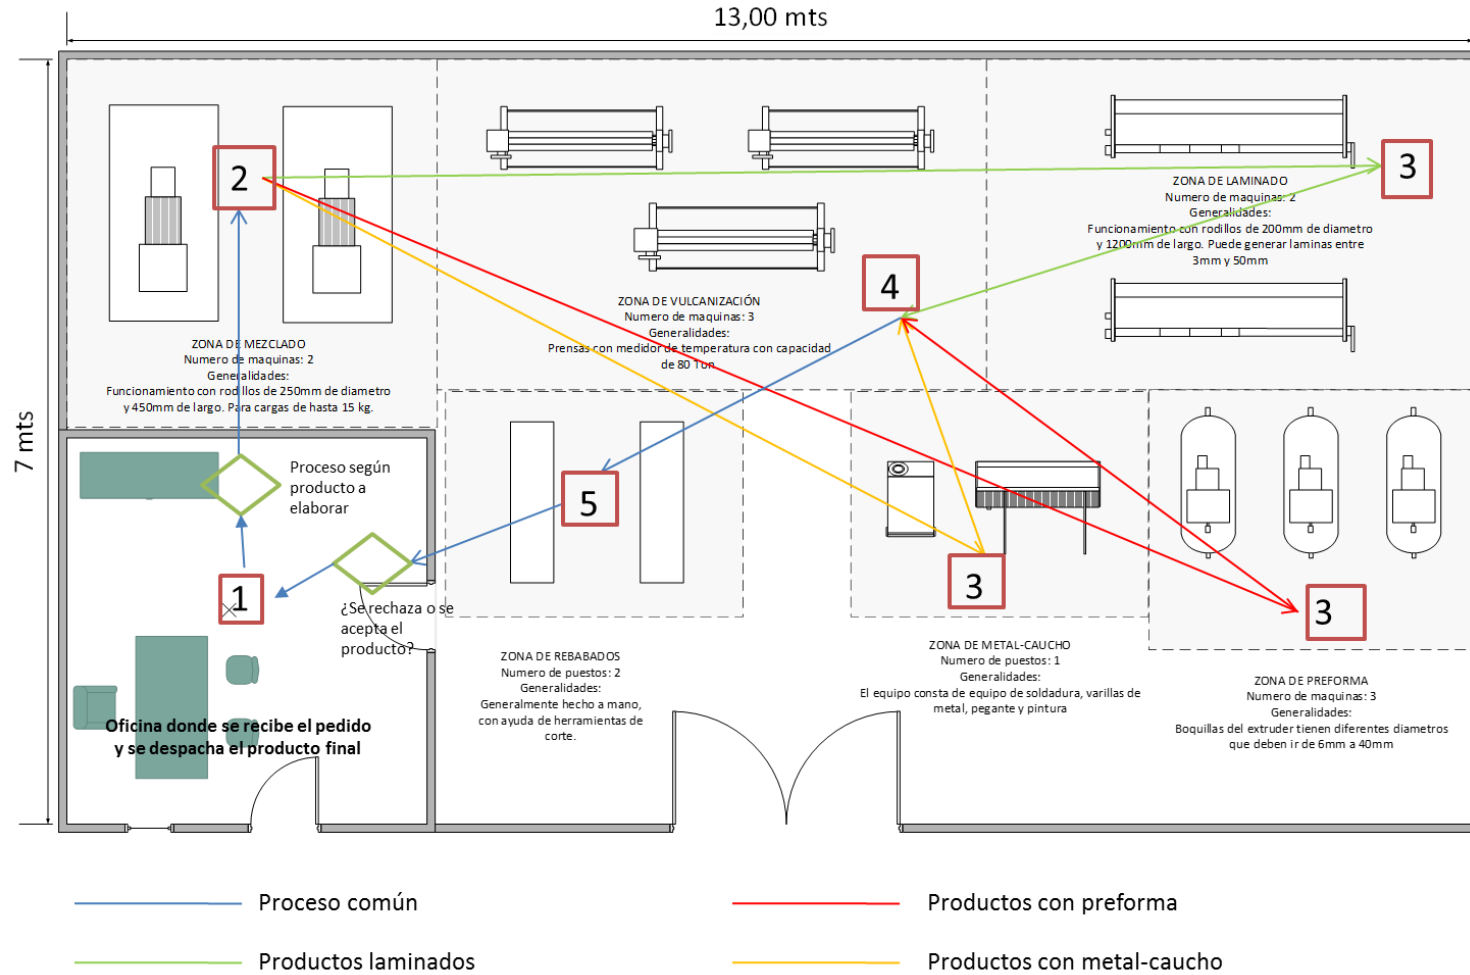 13,00 mts
7 mts
2
3
ZONA DE LAMINADO
Numero de maquinas: 2
Generalidades:
Funcionamiento con rodillos de 200mm de diametro
y 1200mm de largo. Puede generar laminas entre
3mm y 50mm
4
ZONA DE VULCANIZACIÓN
Numero de maquinas: 3
Generalidades:
Prensas con medidor de temperatura con capacidad
de 80 Ton
ZONA DE MEZCLADO
Numero de maquinas: 2
Generalidades:
Funcionamiento con rodillos de 250mm de diametro
y 450mm de largo. Para cargas de hasta 15 kg.
Proceso según
producto a
elaborar
5
1
¿Se rechaza o se
acepta el
producto?
3
3
ZONA DE REBABADOS
Numero de puestos: 2
Generalidades:
Generalmente hecho a mano,
con ayuda de herramientas de
corte.
ZONA DE METAL-CAUCHO
Numero de puestos: 1
Generalidades:
El equipo consta de equipo de soldadura, varillas de
metal, pegante y pintura
ZONA DE PREFORMA
Numero de maquinas: 3
Generalidades:
Boquillas del extruder tienen diferentes diametros
que deben ir de 6mm a 40mm
Oficina donde se recibe el pedido
y se despacha el producto final
Proceso común
Productos con preforma
Productos laminados
Productos con metal-caucho